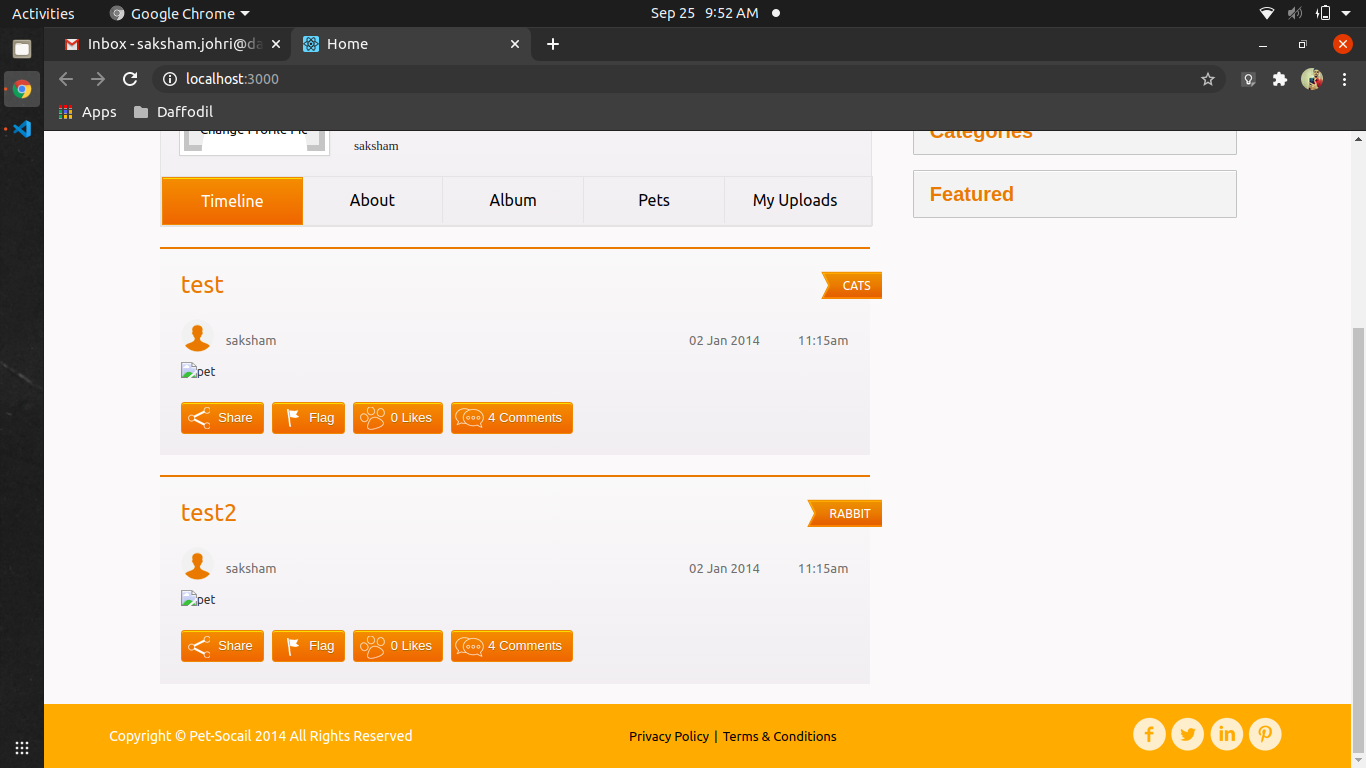 Activities
Google Chrome
Sep 25 9:52 AM
Inbox - saksham.johri@da
Home
localhost:3000
Apps
Daffodil
Change Profile Pic
saksham
Categories
Timeline
About
Album
Pets
My Uploads
Featured
test
CATS
saksham
02 Jan 2014
11:15am
pet
Share
Flag
0 Likes
4 Comments
test2
RABBIT
saksham
02 Jan 2014
11:15am
pet
Share
Flag
0 Likes
4 Comments
Copyright © Pet-Socail 2014 All Rights Reserved
Privacy Policy | Terms & Conditions